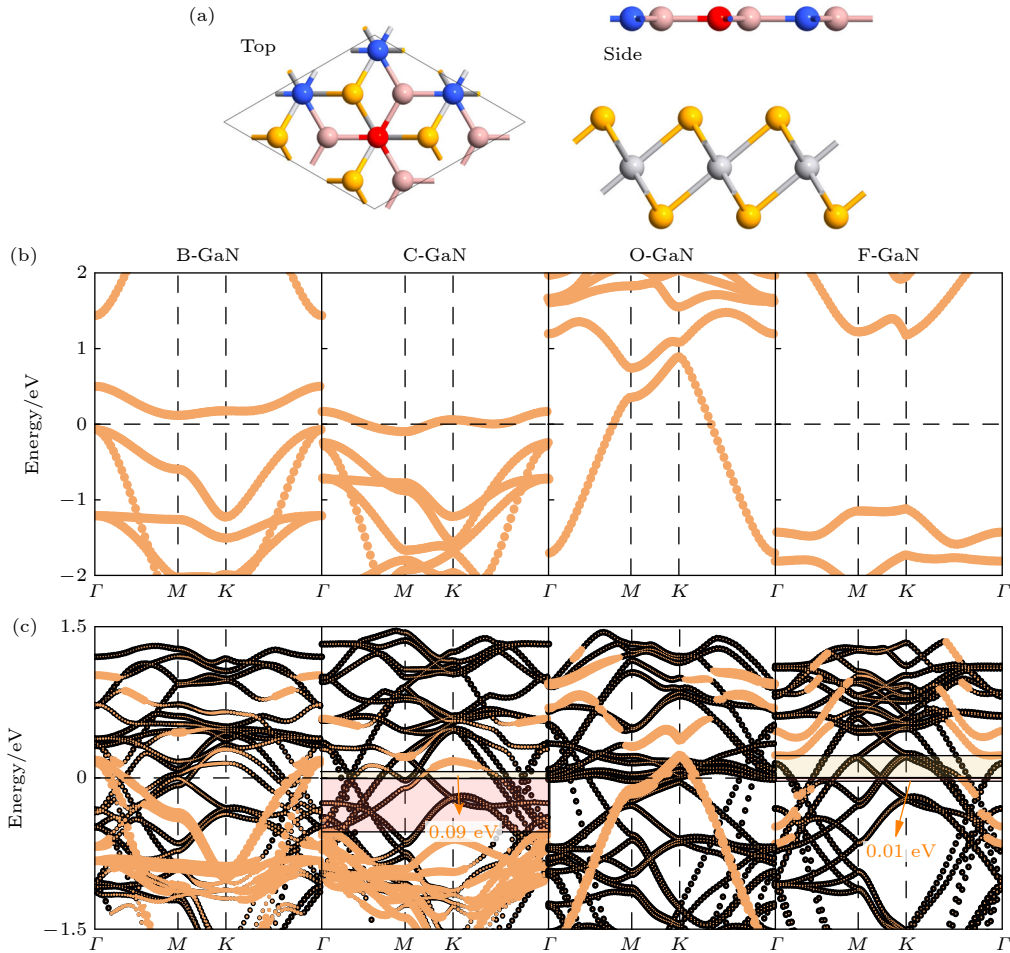 (a)
Top
Side
(b)
B-GaN C-GaN O-GaN F-GaN
2
1
0
−1
−2
Energy/eV
Γ M K Γ M K Γ M K Γ M K Γ
(c)
1.5
0
−1.5
Energy/eV
0.09 eV
0.01 eV
Γ M K Γ M K Γ M K Γ M K Γ